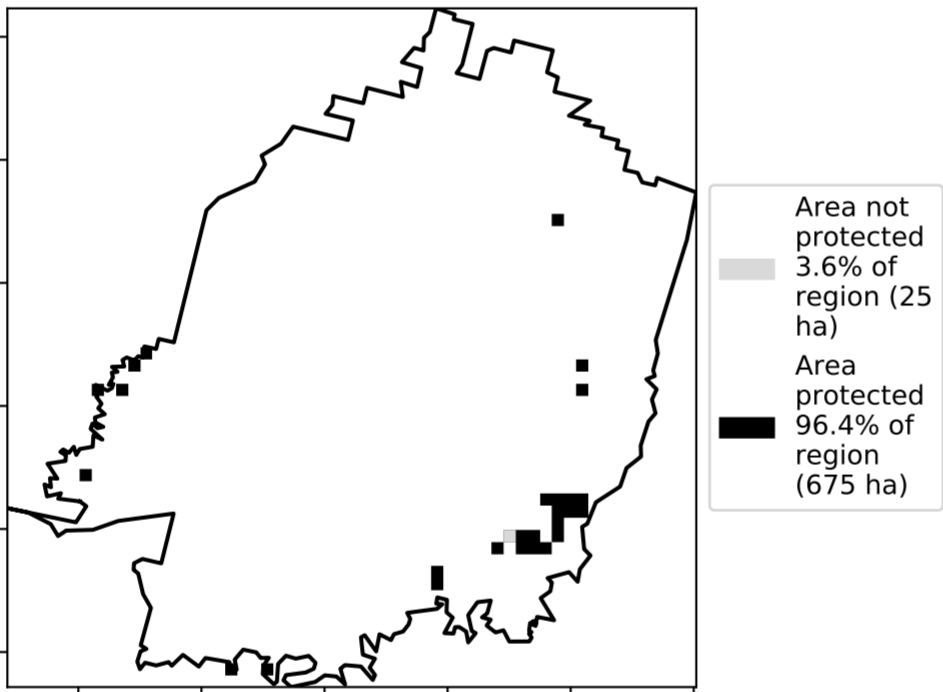 Area not
protected
3.6% of
region (25
ha)
Area
protected
96.4% of
region
(675 ha)